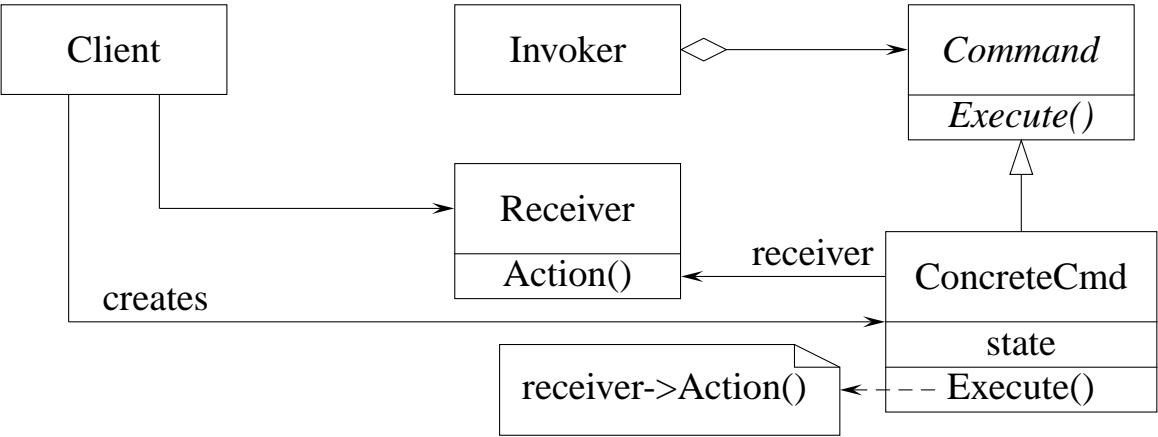 Client
Invoker
Command
Execute()
Receiver
Action()
receiver
ConcreteCmd
creates
state
receiver->Action()
Execute()